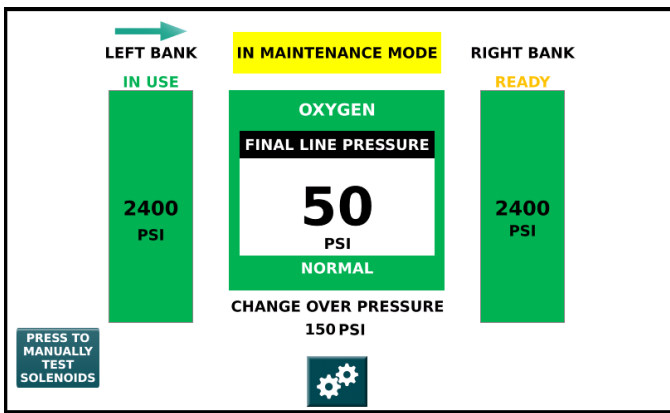 LEFT BANK
IN MAINTENANCE MODE
RIGHT BANK
IN USE
READY
OXYGEN
FINAL LINE PRESSURE
2400
PSI
50
PSI
2400
PSI
NORMAL
CHANGE OVER PRESSURE
150 PSI
PRESS TO
MANUALLY
TEST
SOLENOIDS